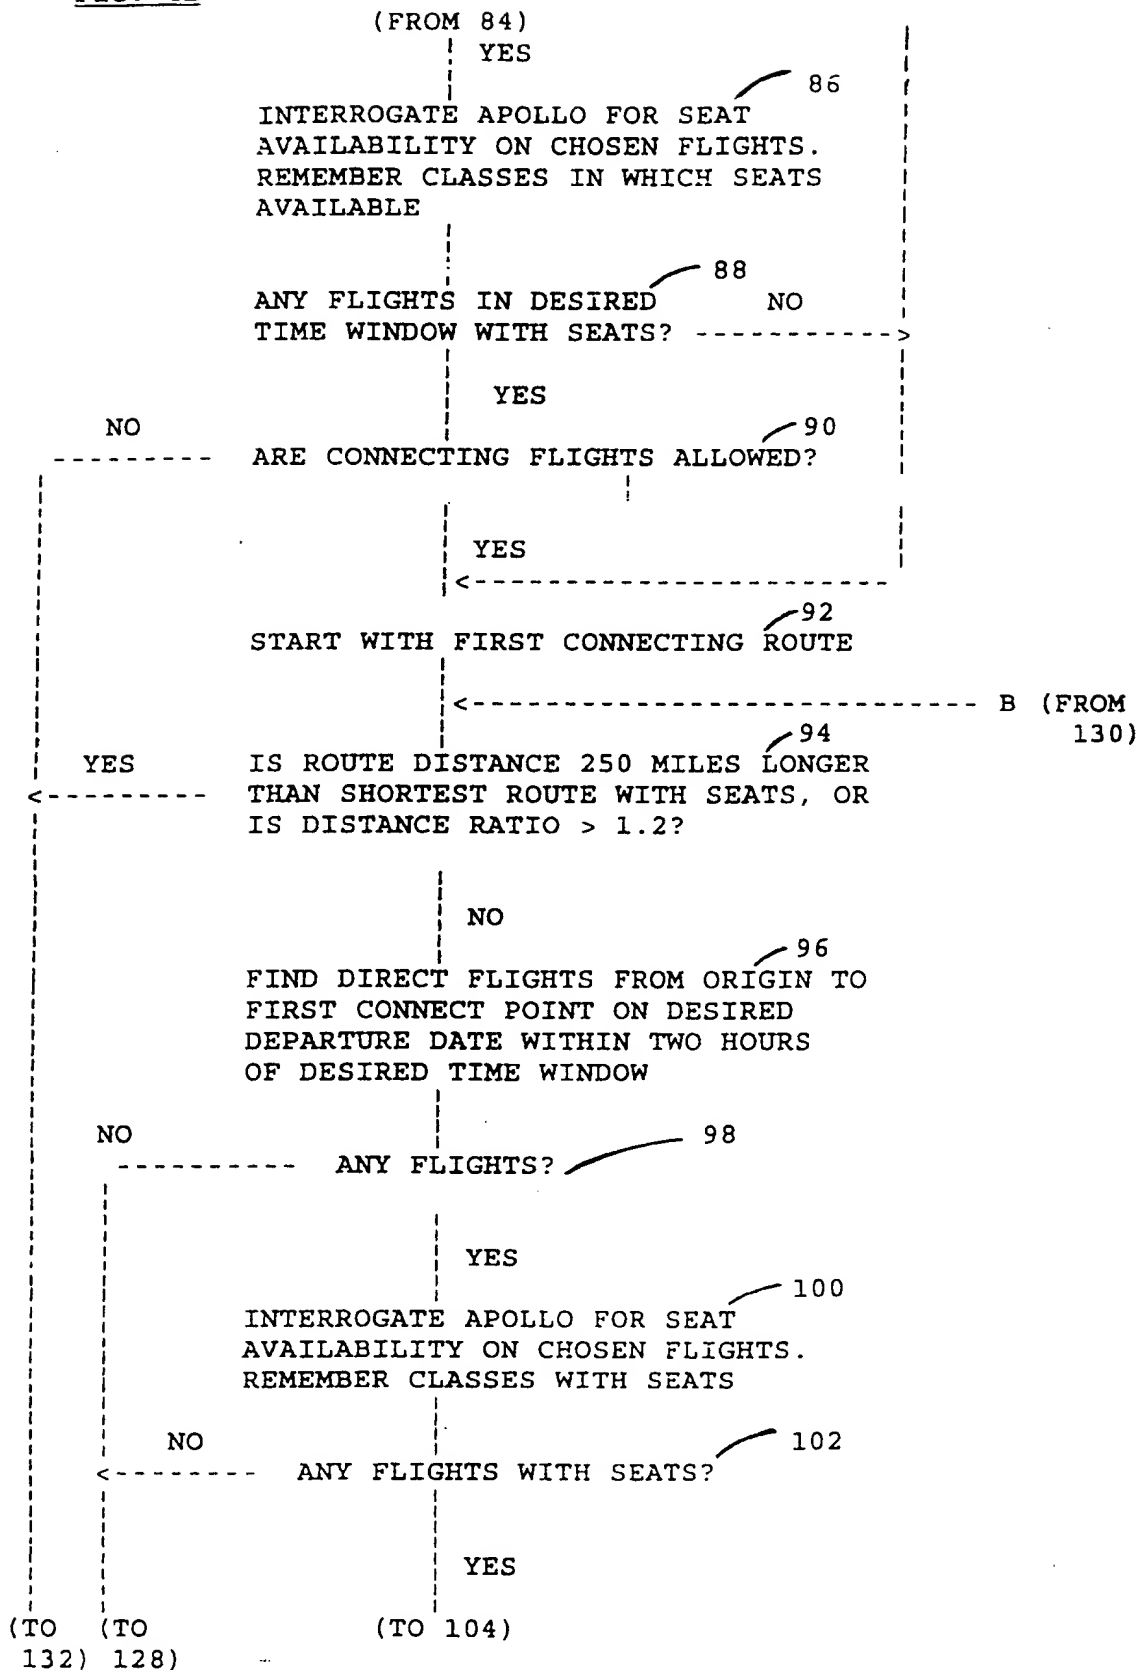 (FROM 84)
YES
86
INTERROGATE APOLLO FOR SEAT
AVAILABILITY ON CHOSEN FLIGHTS.
REMEMBER CLASSES IN WHICH SEATS
AVAILABLE
88
ANY FLIGHTS IN DESIRED NO
TIME WINDOW WITH SEATS? ----------->
YES
NO 90
--------- ARE CONNECTING FLIGHTS ALLOWED?
YES
<-----------------------
92
START WITH FIRST CONNECTING ROUTE
<---------------------------- B (FROM
130)
94
YES IS ROUTE DISTANCE 250 MILES LONGER
<--------- THAN SHORTEST ROUTE WITH SEATS, OR
IS DISTANCE RATIO > 1.2?
NO
96
FIND DIRECT FLIGHTS FROM ORIGIN TO
FIRST CONNECT POINT ON DESIRED
DEPARTURE DATE WITHIN TWO HOURS
OF DESIRED TIME WINDOW
NO 98
---------- ANY FLIGHTS?
YES
100
INTERROGATE APOLLO FOR SEAT
AVAILABILITY ON CHOSEN FLIGHTS.
REMEMBER CLASSES WITH SEATS
NO 102
<-------- ANY FLIGHTS WITH SEATS?
YES
(TO (TO (TO 104)
132) 128)